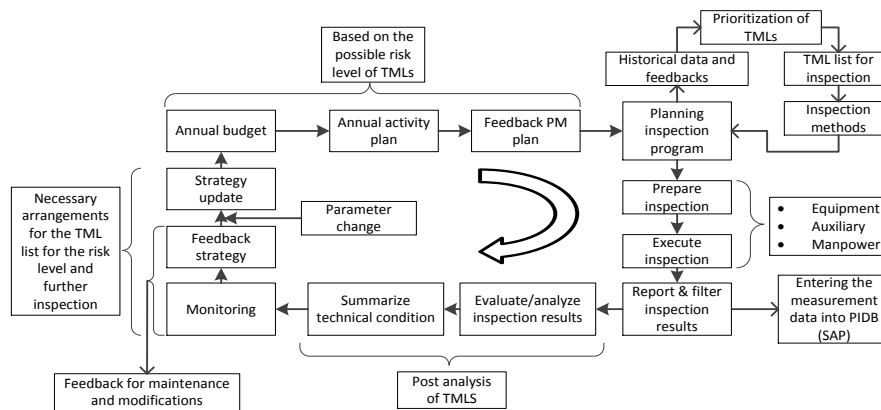 Based on the
possible risk
level of TMLs
Prioritization of
TMLs
Historical data and
feedbacks
TML list for
inspection
Inspection
methods
Annual budget
Annual activity
plan
Feedback PM
plan
Planning
inspection
program
Necessary
arrangements
for the TML
list for the risk
level and
further
inspection
Strategy
update
Parameter
change
Feedback
strategy
Prepare
inspection
Execute
inspection
• Equipment
• Auxiliary
• Manpower
Monitoring
Summarize
technical condition
Evaluate/analyze
inspection results
Report & filter
inspection
results
Entering the
measurement
data into PIDB
(SAP)
Feedback for maintenance
and modifications
Post analysis
of TMLS